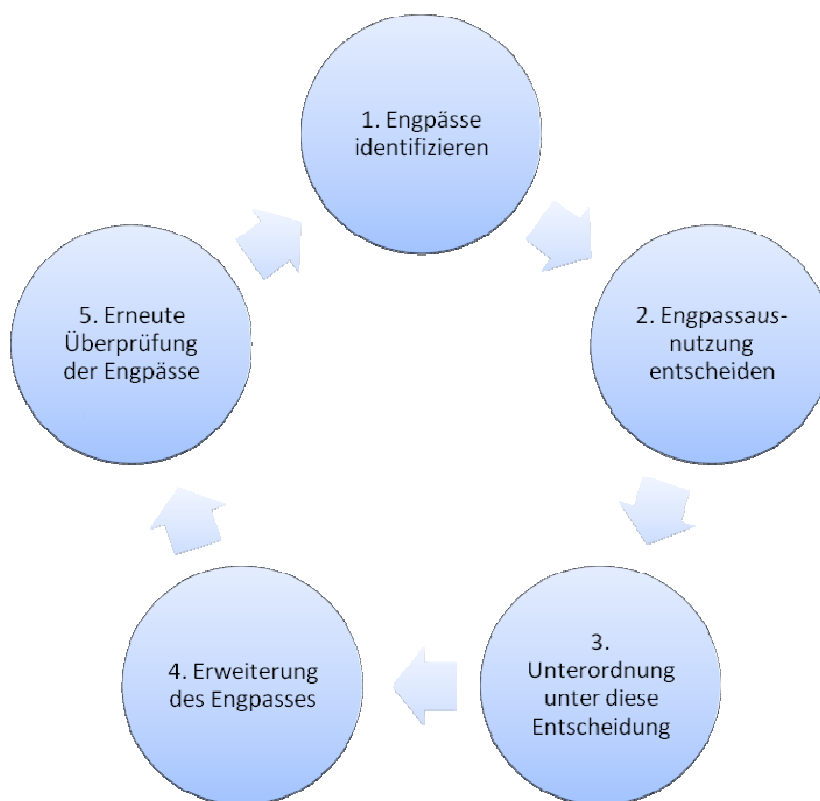 1. Engpässe
identifizieren
2. Engpassaus-
nutzung
entscheiden
3.
Unterordnung
unter diese
Entscheidung
4. Erweiterung
des Engpasses
5. Erneute
Überprüfung
der Engpässe